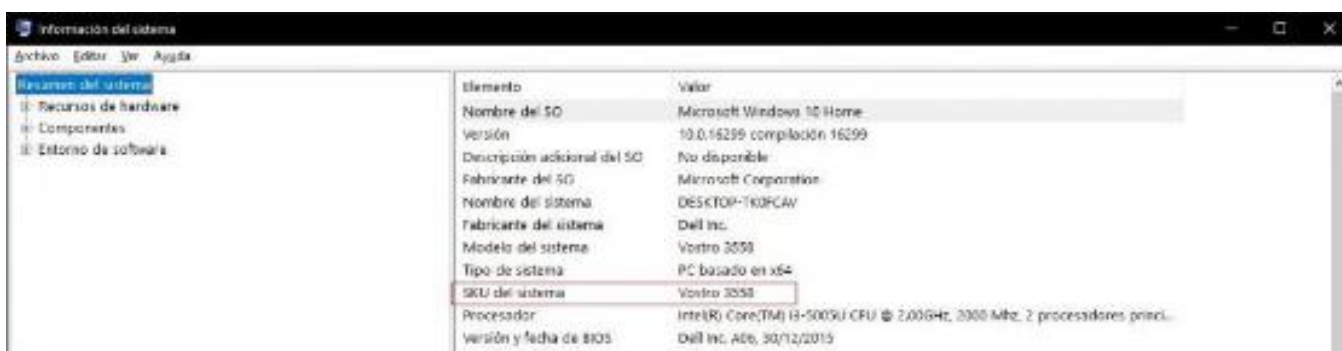 Información del sistema
Archivo Editar Ver Ayuda
Resumen del sistema
Recursos de hardware
Componentes
Entorno de software
Elemento Valor
Nombre del SO Microsoft Windows 10 Home
Versión 10.0.16299 compilación 16299
Descripción adicional del SO No disponible
Fabricante del SO Microsoft Corporation
Nombre del sistema DESKTOP-TK0FCAV
Fabricante del sistema Dell Inc.
Modelo del sistema Vostro 3558
Tipo de sistema PC basado en x64
SKU del sistema Vostro 3558
Procesador Intel(R) Core(TM) i3-5005U CPU @ 2.00GHz, 2000 Mhz, 2 procesadores princi...
Versión y fecha de BIOS Dell Inc. A06, 30/12/2015